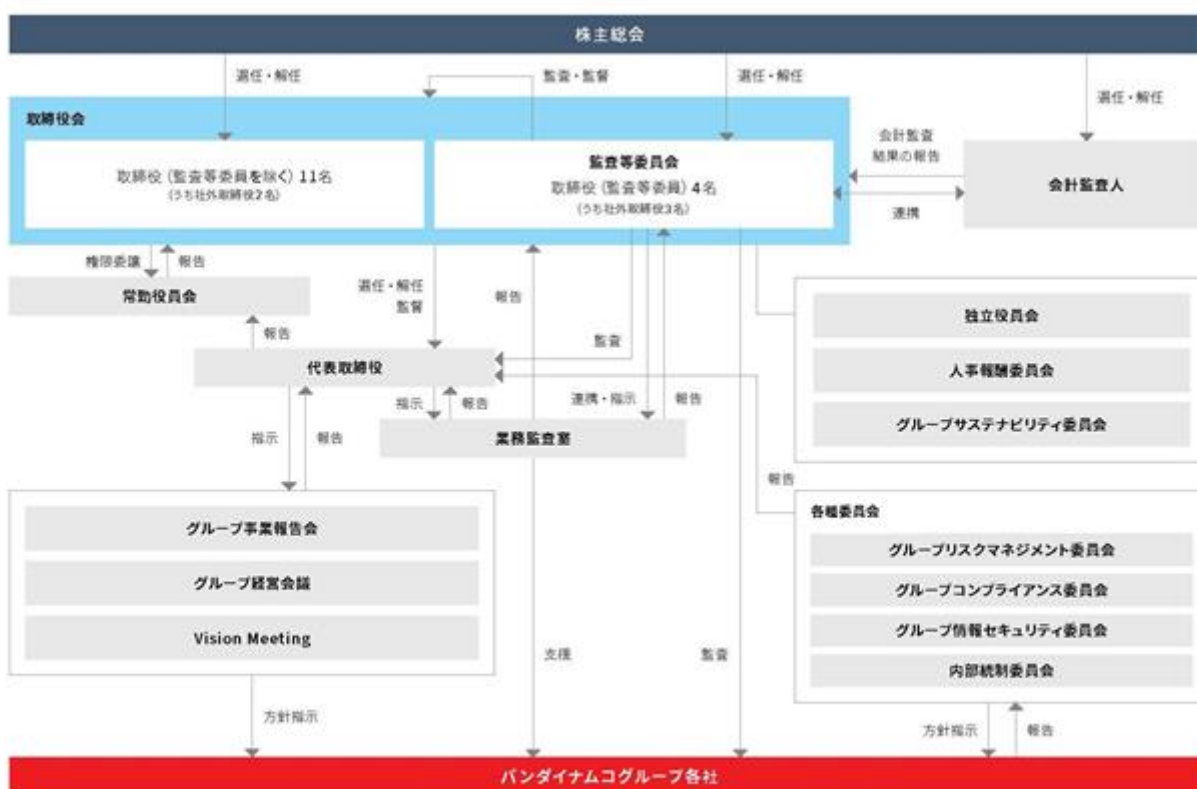 株主総会
選任・解任
監査・監督
選任・解任
選任・解任
取締役会
取締役（監査等委員を除く）11名
（うち社外取締役2名）
監査等委員会
取締役（監査等委員）4名
（うち社外取締役3名）
会計監査
結果の報告
連携
会計監査人
権限委譲
報告
常勤役員会
選任・解任
監督
報告
報告
監査
代表取締役
指示
報告
連携・指示
報告
業務監査室
独立役員会
人事報酬委員会
グループサステナビリティ委員会
指示
報告
報告
グループ事業報告会
グループ経営会議
Vision Meeting
各種委員会
グループリスクマネジメント委員会
グループコンプライアンス委員会
グループ情報セキュリティ委員会
内部統制委員会
支援
監査
方針指示
方針指示
報告
バンダイナムコグループ各社